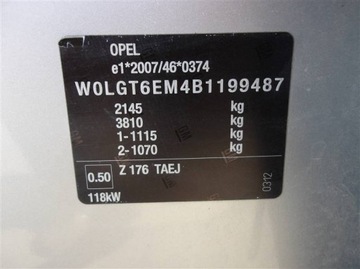 OPEL
e1*2007/46*0374
W0LGT6EM4B1199487
2145 kg
3810 kg
1-1115 kg
2-1070 kg
0.50 Z 176 TAEJ
118kW
0312